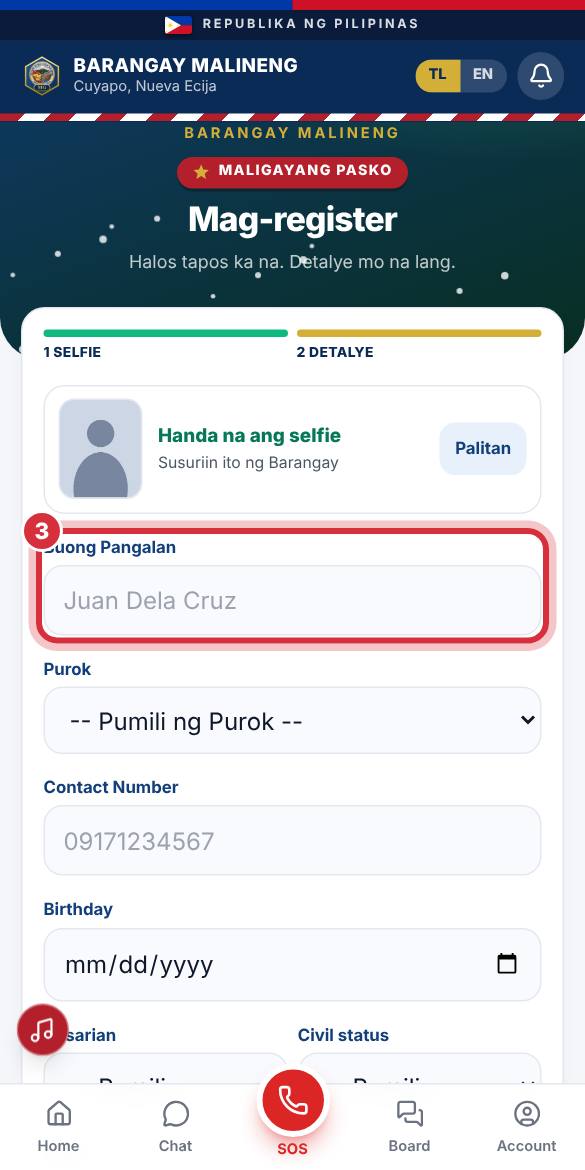 REPUBLIKA NG PILIPINAS
BARANGAY MALINENG
Cuyapo, Nueva Ecija
TL EN
BARANGAY MALINENG
MALIGAYANG PASKO
Mag-register
Halos tapos ka na. Detalye mo na lang.
1 SELFIE
2 DETALYE
Handa na ang selfie
Susuriin ito ng Barangay
Palitan
3
Buong Pangalan
Juan Dela Cruz
Purok
-- Pumili ng Purok --
Contact Number
09171234567
Birthday
mm/dd/yyyy
Civil status
Home
Chat
SOS
Board
Account